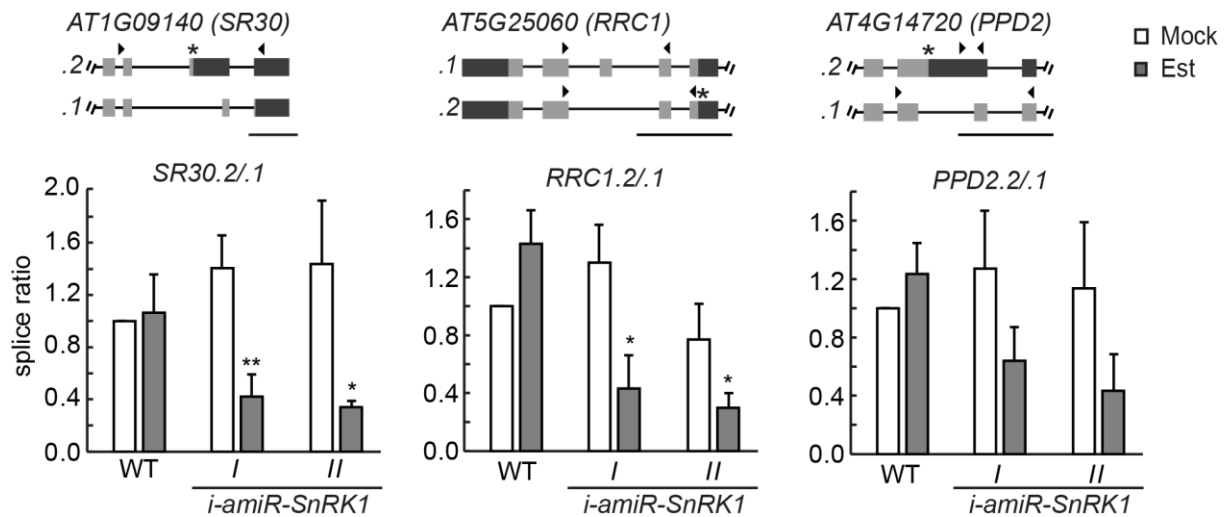 AT1G09140 (SR30) AT5G25060 (RRC1) AT4G14720 (PPD2)
Mock
Est
* *
.2 .1 .2
*
.1 .2 .1
SR30.2/.1 RRC1.2/.1 PPD2.2/.1
splice ratio
2.0
1.6
1.2
0.8
0.4
0.0
** *
WT I II
i-amiR-SnRK1
1.6
1.2
0.8
0.4
0.0
* *
WT I II
i-amiR-SnRK1
1.6
1.2
0.8
0.4
0.0
WT I II
i-amiR-SnRK1